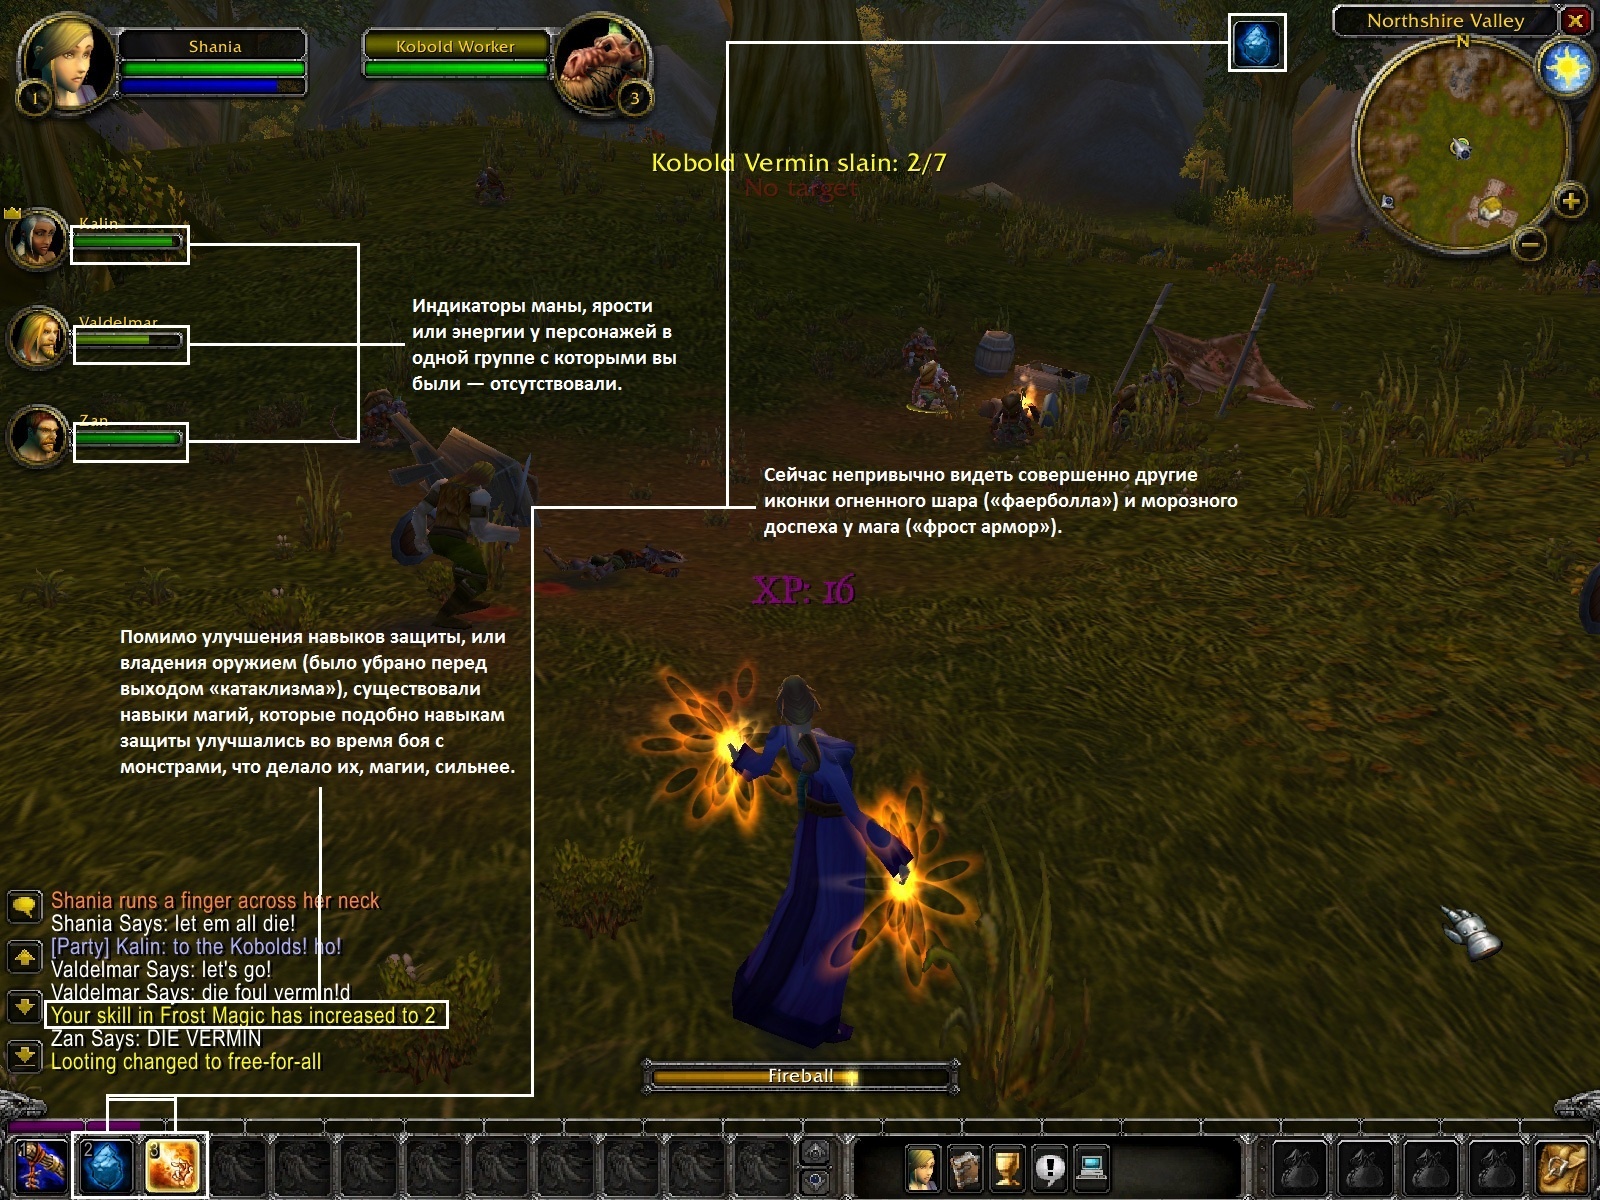 Shania
Kobold Worker
1
3
Northshire Valley
N
Kobold Vermin slain: 2/7
No target
Kalin
Valdelmar
Zan
Индикаторы маны, ярости
или энергии у персонажей в
одной группе с которыми вы
были — отсутствовали.
Сейчас непривычно видеть совершенно другие
иконки огненного шара («фаерболла») и морозного
доспеха у мага («фрост армор»).
XP: 16
Помимо улучшения навыков защиты, или
владения оружием (было убрано перед
выходом «катаклизма»), существовали
навыки магий, которые подобно навыкам
защиты улучшались во время боя с
монстрами, что делало их, магии, сильнее.
Shania runs a finger across her neck
Shania Says: let em all die!
[Party] Kalin: to the Kobolds! ho!
Valdelmar Says: let's go!
Valdelmar Says: die foul vermin!d
Your skill in Frost Magic has increased to 2
Zan Says: DIE VERMIN
Looting changed to free-for-all
Fireball
1
2
3